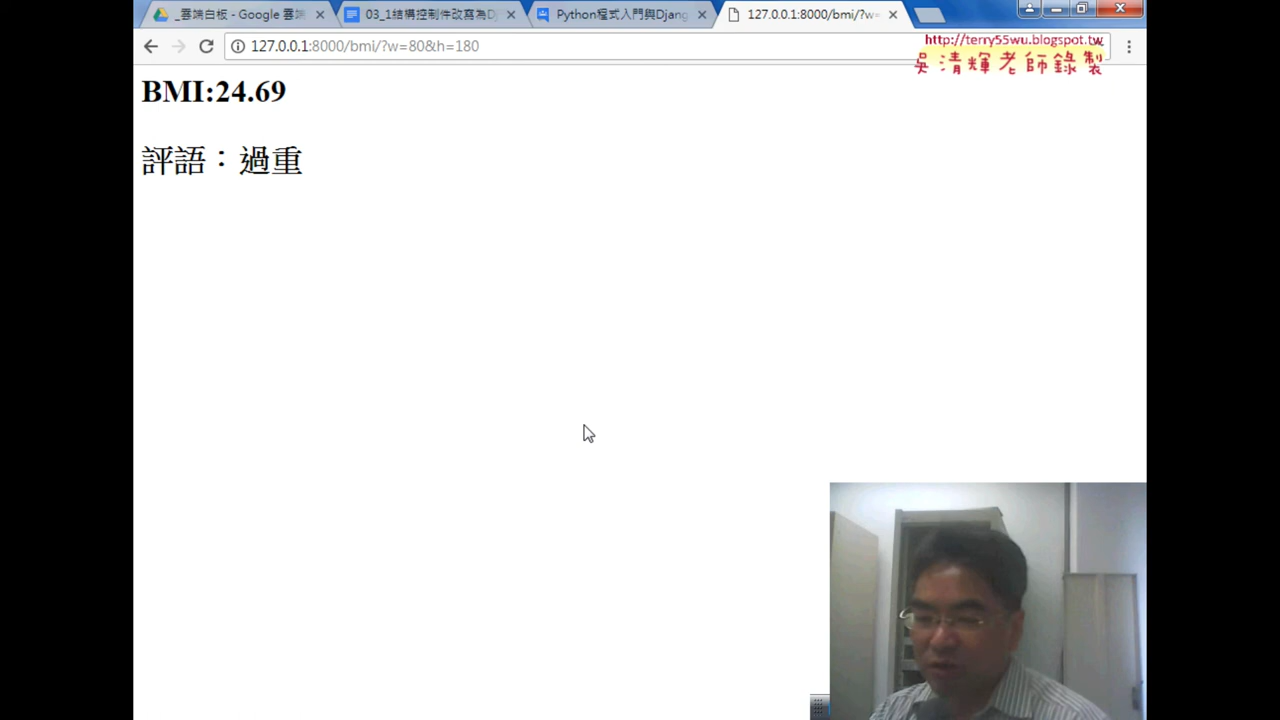 _雲端白板 - Google 雲端
03_1結構控制件改寫為Dj
Python程式入門與Djang
127.0.0.1:8000/bmi/?w=
127.0.0.1:8000/bmi/?w=80&h=180
http://terry55wu.blogspot.tw
吳清輝老師錄製
BMI:24.69
評語：過重